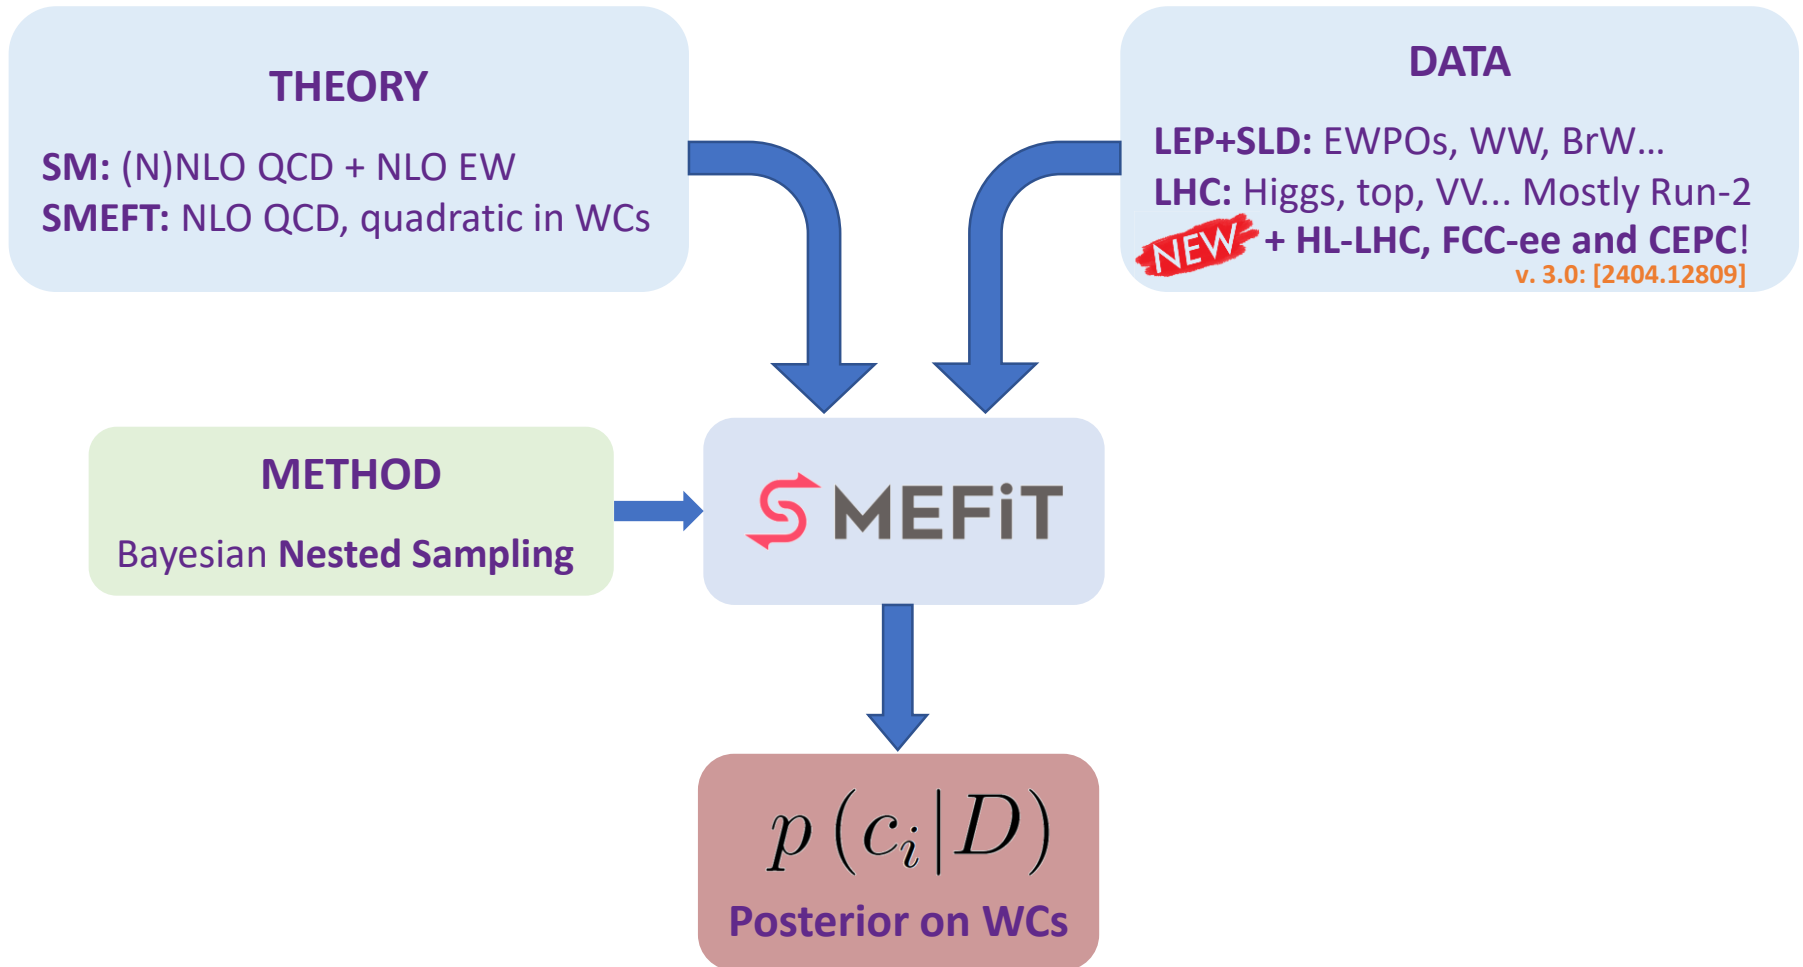 THEORY
SM: (N)NLO QCD + NLO EW
SMEFT: NLO QCD, quadratic in WCs
DATA
LEP+SLD: EWPOs, WW, BrW...
LHC: Higgs, top, VV... Mostly Run-2
NEW + HL-LHC, FCC-ee and CEPC!
v. 3.0: [2404.12809]
METHOD
Bayesian Nested Sampling
SMEFiT
p (c_i|D)
Posterior on WCs